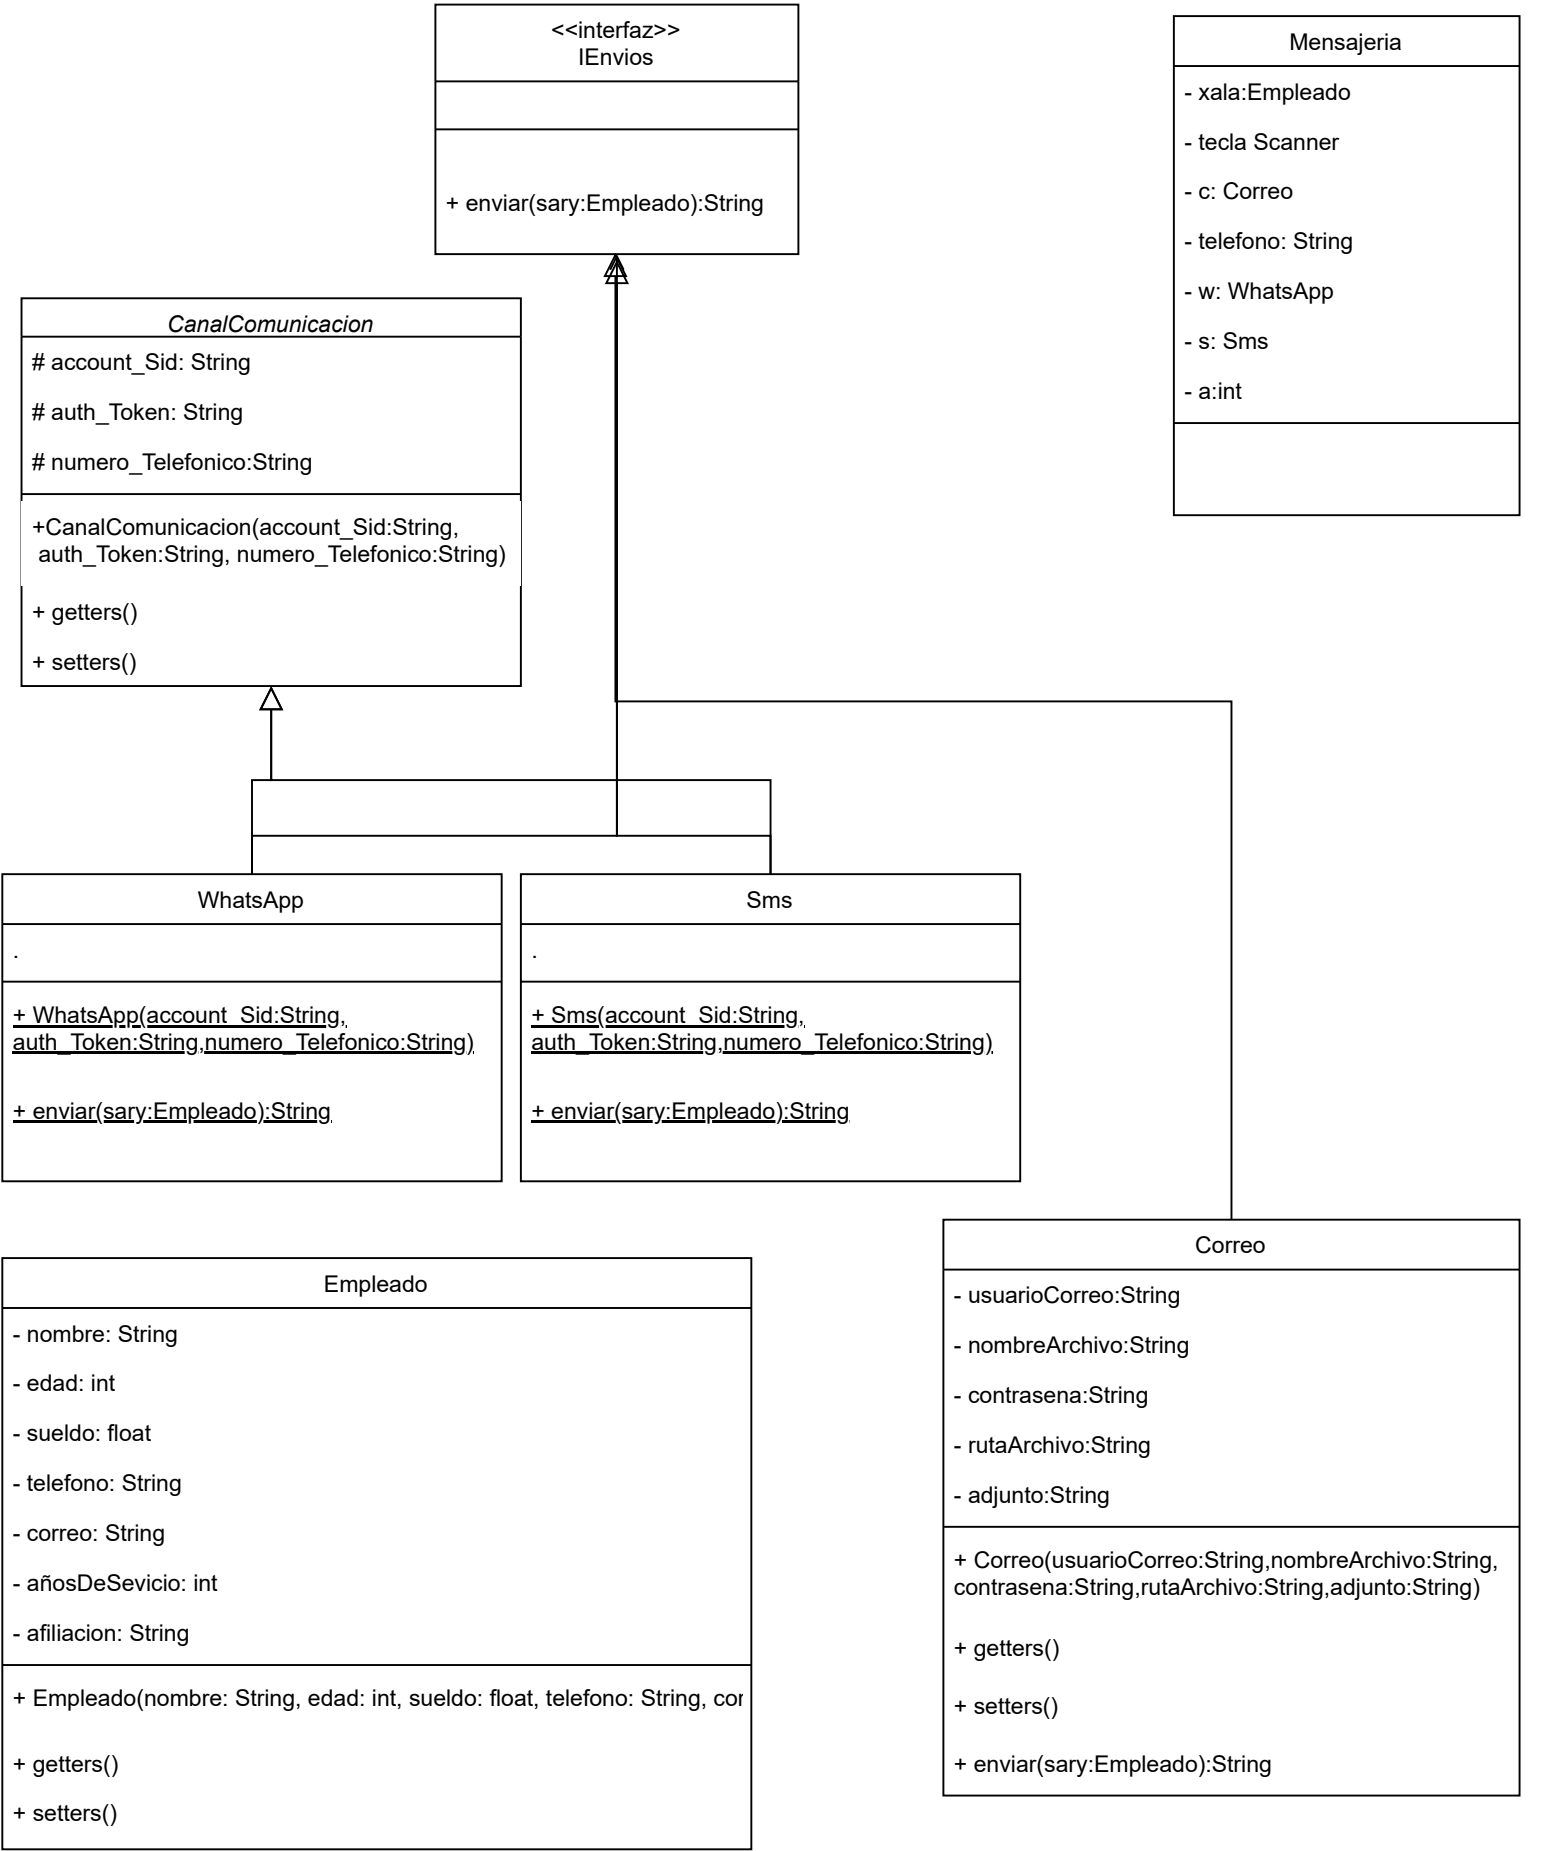 <<interfaz>>
IEnvios
+ enviar(sary:Empleado):String
Mensajeria
- xala:Empleado
- tecla Scanner
- c: Correo
- telefono: String
- w: WhatsApp
- s: Sms
- a:int
CanalComunicacion
# account_Sid: String
# auth_Token: String
# numero_Telefonico:String
+CanalComunicacion(account_Sid:String,
auth_Token:String, numero_Telefonico:String)
+ getters()
+ setters()
WhatsApp
.
+ WhatsApp(account_Sid:String,
auth_Token:String,numero_Telefonico:String)
+ enviar(sary:Empleado):String
Sms
.
+ Sms(account_Sid:String,
auth_Token:String,numero_Telefonico:String)
+ enviar(sary:Empleado):String
Empleado
- nombre: String
- edad: int
- sueldo: float
- telefono: String
- correo: String
- añosDeSevicio: int
- afiliacion: String
+ Empleado(nombre: String, edad: int, sueldo: float, telefono: String, cor
+ getters()
+ setters()
Correo
- usuarioCorreo:String
- nombreArchivo:String
- contrasena:String
- rutaArchivo:String
- adjunto:String
+ Correo(usuarioCorreo:String,nombreArchivo:String,
contrasena:String,rutaArchivo:String,adjunto:String)
+ getters()
+ setters()
+ enviar(sary:Empleado):String